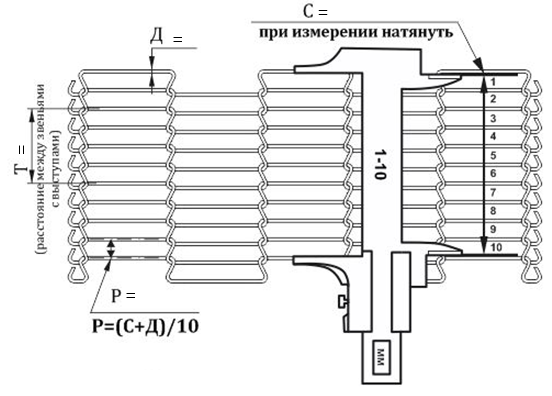 С =
при измерении натянуть
Д =
Т =
(расстояние между звеньями
с выступами)
1-10
1
2
3
4
5
6
7
8
9
10
Р =
Р=(С+Д)/10
мм